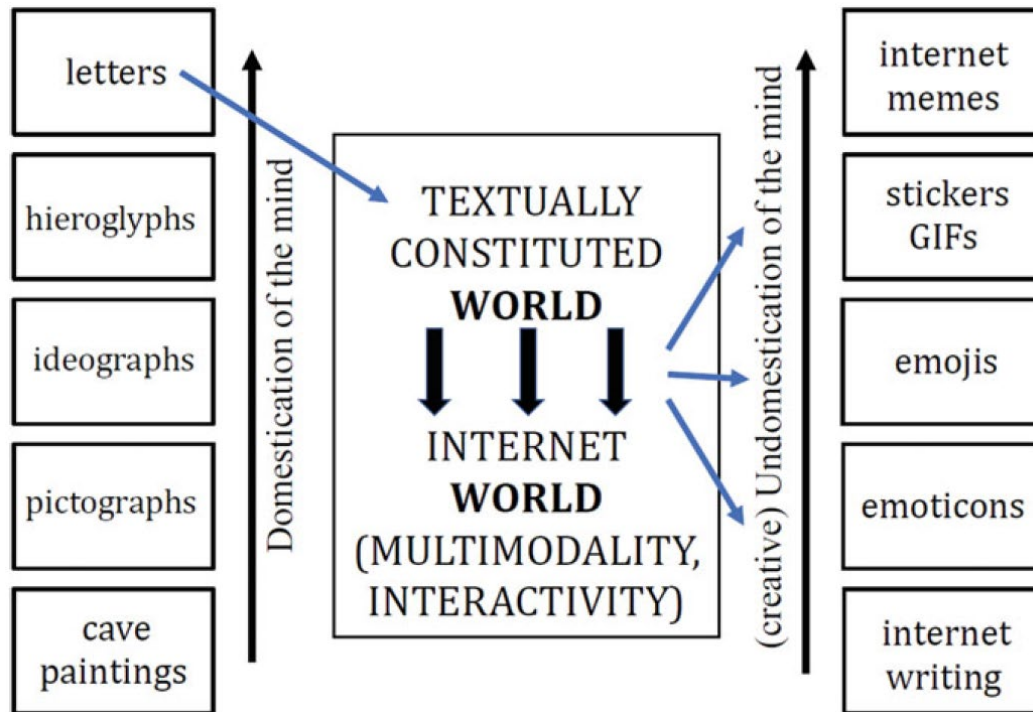 letters
hieroglyphs
ideographs
pictographs
cave
paintings
Domestication of the mind
TEXTUALLY
CONSTITUTED
WORLD
INTERNET
WORLD
(MULTIMODALITY,
INTERACTIVITY)
(creative) Undomestication of the mind
internet
memes
stickers
GIFs
emojis
emoticons
internet
writing